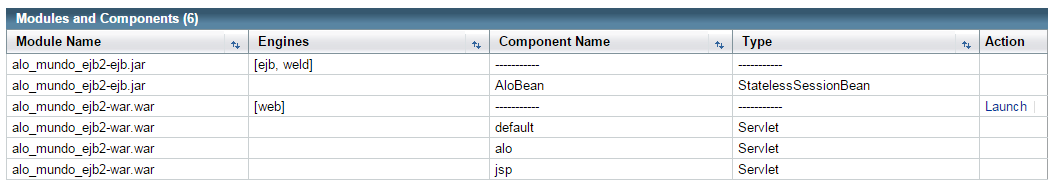 Modules and Components (6)
Module Name Engines Component Name Type Action
alo_mundo_ejb2-ejb.jar [ejb, weld] ----------- -----------
alo_mundo_ejb2-ejb.jar AloBean StatelessSessionBean
alo_mundo_ejb2-war.war [web] ----------- ----------- Launch
alo_mundo_ejb2-war.war default Servlet
alo_mundo_ejb2-war.war alo Servlet
alo_mundo_ejb2-war.war jsp Servlet